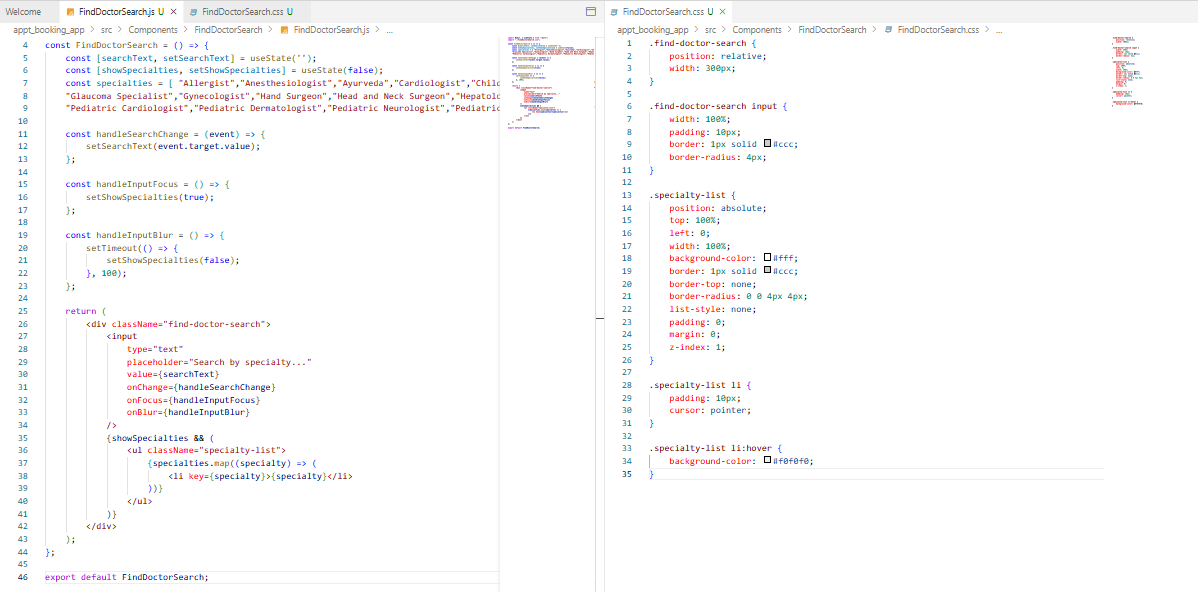 Welcome
FindDoctorSearch.js U ×
FindDoctorSearch.css U
appt_booking_app > src > Components > FindDoctorSearch > FindDoctorSearch.js > ...
4 const FindDoctorSearch = () => {
5 const [searchText, setSearchText] = useState('');
6 const [showSpecialties, setShowSpecialties] = useState(false);
7 const specialties = [ "Allergist","Anesthesiologist","Ayurveda","Cardiologist","Chilo
8 "Glaucoma Specialist","Gynecologist","Hand Surgeon","Head and Neck Surgeon","Hepatolo
9 "Pediatric Cardiologist","Pediatric Dermatologist","Pediatric Neurologist","Pediatric
10
11 const handleSearchChange = (event) => {
12 setSearchText(event.target.value);
13 };
14
15 const handleInputFocus = () => {
16 setShowSpecialties(true);
17 };
18
19 const handleInputBlur = () => {
20 setTimeout(() => {
21 setShowSpecialties(false);
22 }, 100);
23 };
24
25 return (
26 <div className="find-doctor-search">
27 <input
28 type="text"
29 placeholder="Search by specialty..."
30 value={searchText}
31 onChange={handleSearchChange}
32 onFocus={handleInputFocus}
33 onBlur={handleInputBlur}
34 />
35 {showSpecialties && (
36 <ul className="specialty-list">
37 {specialties.map((specialty) => (
38 <li key={specialty}>{specialty}</li>
39 ))}
40 </ul>
41 )}
42 </div>
43 );
44 };
45
46 export default FindDoctorSearch;
FindDoctorSearch.css U ×
appt_booking_app > src > Components > FindDoctorSearch > FindDoctorSearch.css > ...
1 .find-doctor-search {
2 position: relative;
3 width: 300px;
4 }
5
6 .find-doctor-search input {
7 width: 100%;
8 padding: 10px;
9 border: 1px solid #ccc;
10 border-radius: 4px;
11 }
12
13 .specialty-list {
14 position: absolute;
15 top: 100%;
16 left: 0;
17 width: 100%;
18 background-color: #fff;
19 border: 1px solid #ccc;
20 border-top: none;
21 border-radius: 0 0 4px 4px;
22 list-style: none;
23 padding: 0;
24 margin: 0;
25 z-index: 1;
26 }
27
28 .specialty-list li {
29 padding: 10px;
30 cursor: pointer;
31 }
32
33 .specialty-list li:hover {
34 background-color: #f0f0f0;
35 }